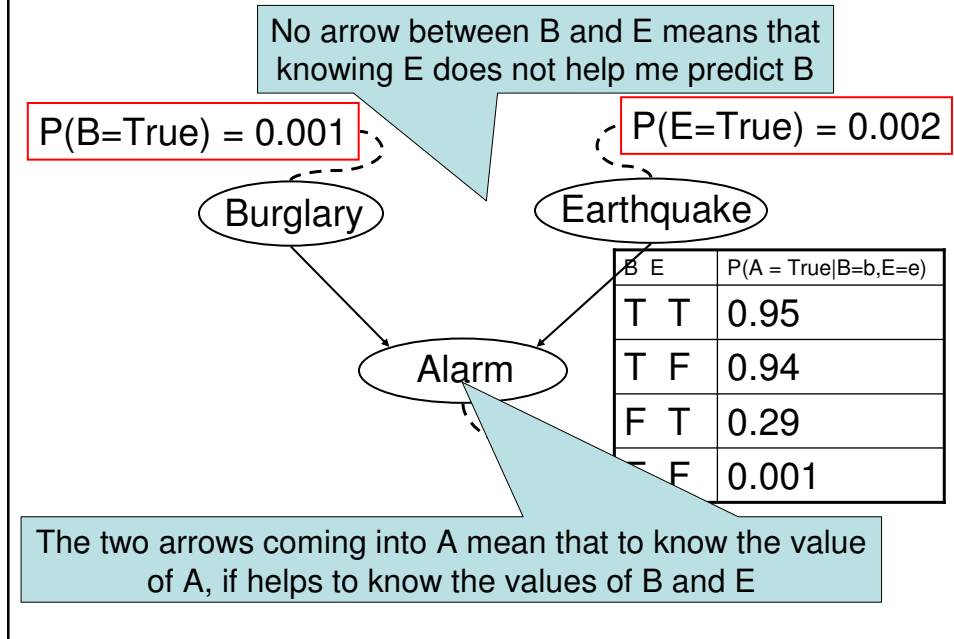 No arrow between B and E means that
knowing E does not help me predict B
P(B=True) = 0.001
P(E=True) = 0.002
Burglary
Earthquake
B E P(A = True|B=b,E=e)
T T 0.95
T F 0.94
Alarm
F T 0.29
F 0.001
The two arrows coming into A mean that to know the value
of A, if helps to know the values of B and E